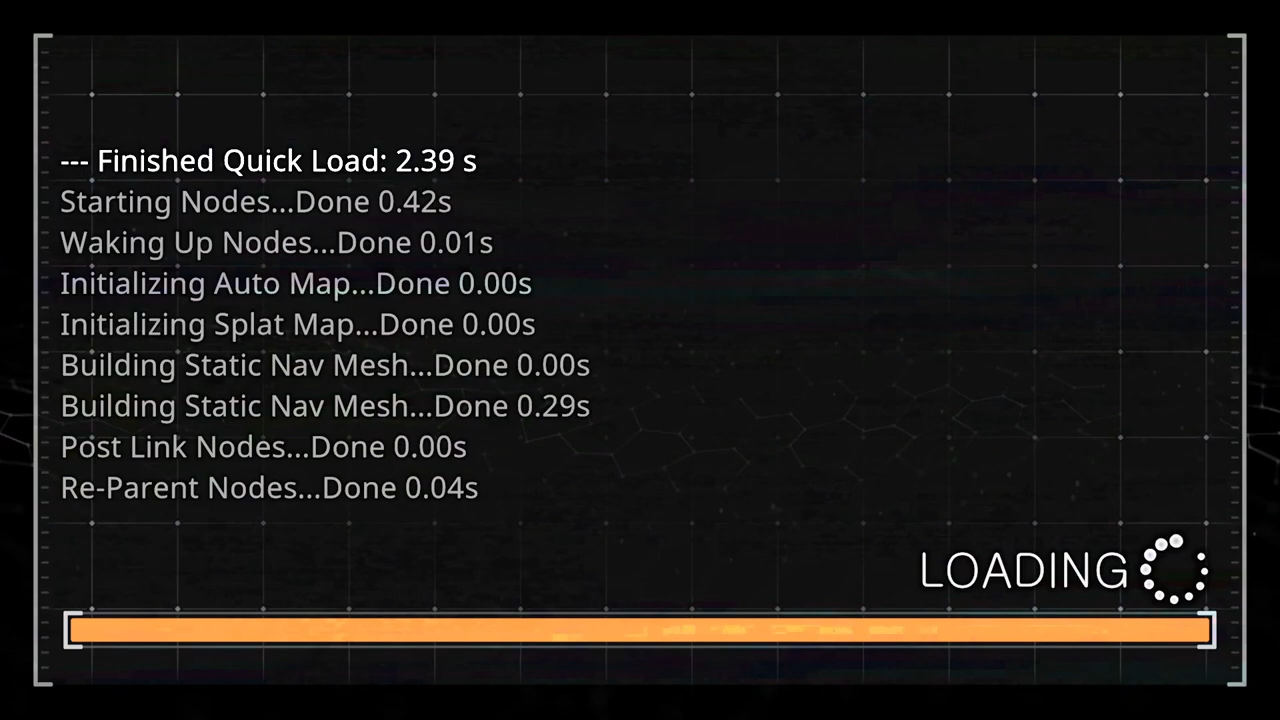 --- Finished Quick Load: 2.39 s
Starting Nodes...Done 0.42s
Waking Up Nodes...Done 0.01s
Initializing Auto Map...Done 0.00s
Initializing Splat Map...Done 0.00s
Building Static Nav Mesh...Done 0.00s
Building Static Nav Mesh...Done 0.29s
Post Link Nodes...Done 0.00s
Re-Parent Nodes...Done 0.04s
LOADING